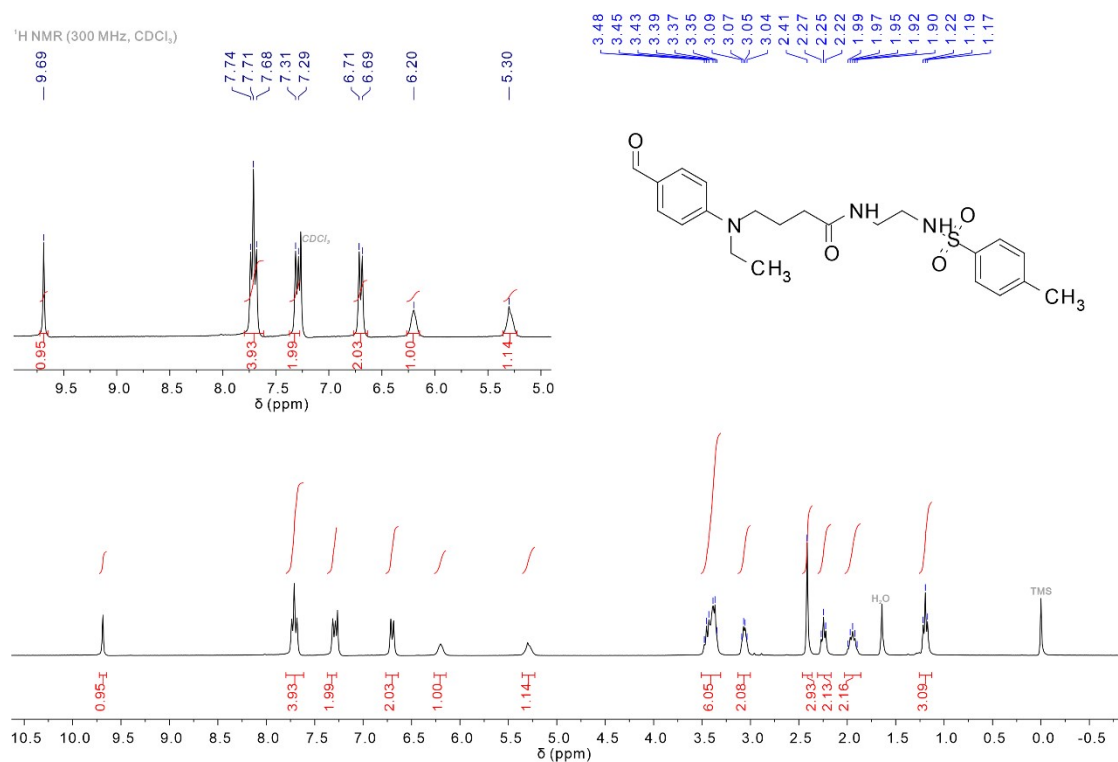 ¹H NMR (300 MHz, CDCl₃)
9.69
7.74
7.71
7.68
7.31
7.29
6.71
6.69
6.20
5.30
3.48
3.45
3.43
3.39
3.37
3.35
3.09
3.07
3.05
3.04
2.41
2.27
2.25
2.22
1.99
1.97
1.95
1.92
1.90
1.22
1.19
1.17
CDCl₃
0.95
3.93
1.99
2.03
1.00
1.14
9.5 9.0 8.5 8.0 7.5 7.0 6.5 6.0 5.5 5.0
δ (ppm)
O
N
CH₃
O
NH
NH
O
S
O
CH₃
H₂O
TMS
0.95
3.93
1.99
2.03
1.00
1.14
6.05
2.08
2.93
2.13
2.16
3.09
10.5 10.0 9.5 9.0 8.5 8.0 7.5 7.0 6.5 6.0 5.5 5.0 4.5 4.0 3.5 3.0 2.5 2.0 1.5 1.0 0.5 0.0 -0.5
δ (ppm)